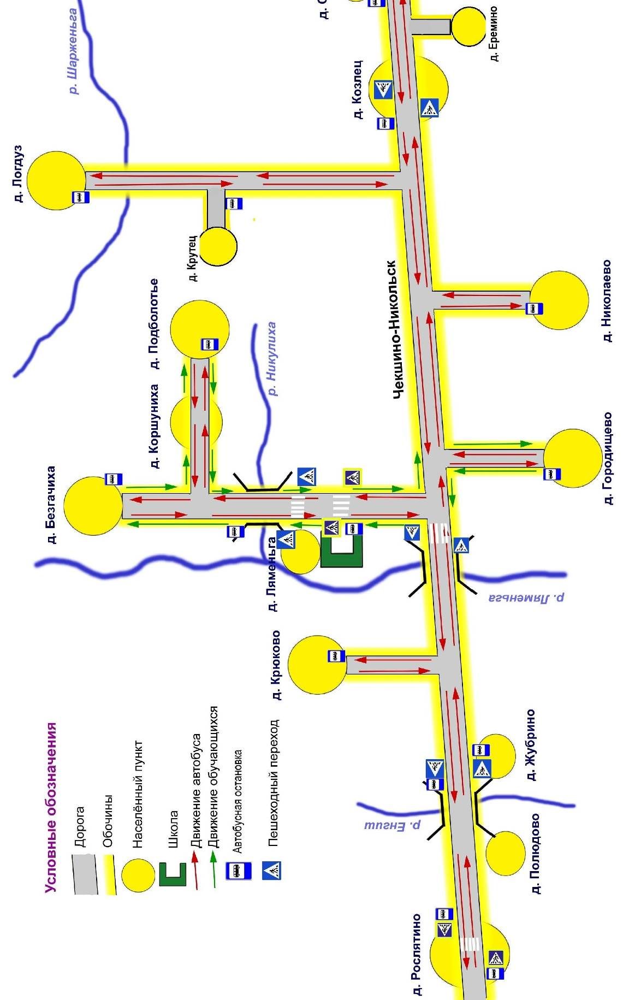 Условные обозначения
Дорога
Обочины
Населённый пункт
Школа
Движение автобуса
Движение обучающихся
Автобусная остановка
Пешеходный переход
д. Логдуз
р. Шарженьга
д. Безгачиха
д. Коршуниха
д. Подболотье
д. Крутец
д. Крюково
д. Ляменьга
р. Никулиха
д. Козлец
Чекшино-Никольск
р. Енгиш
д. Рослятино
р. Ляменьга
д. Еремино
д. Полюдово
д. Жубрино
д. Городищево
д. Николаево